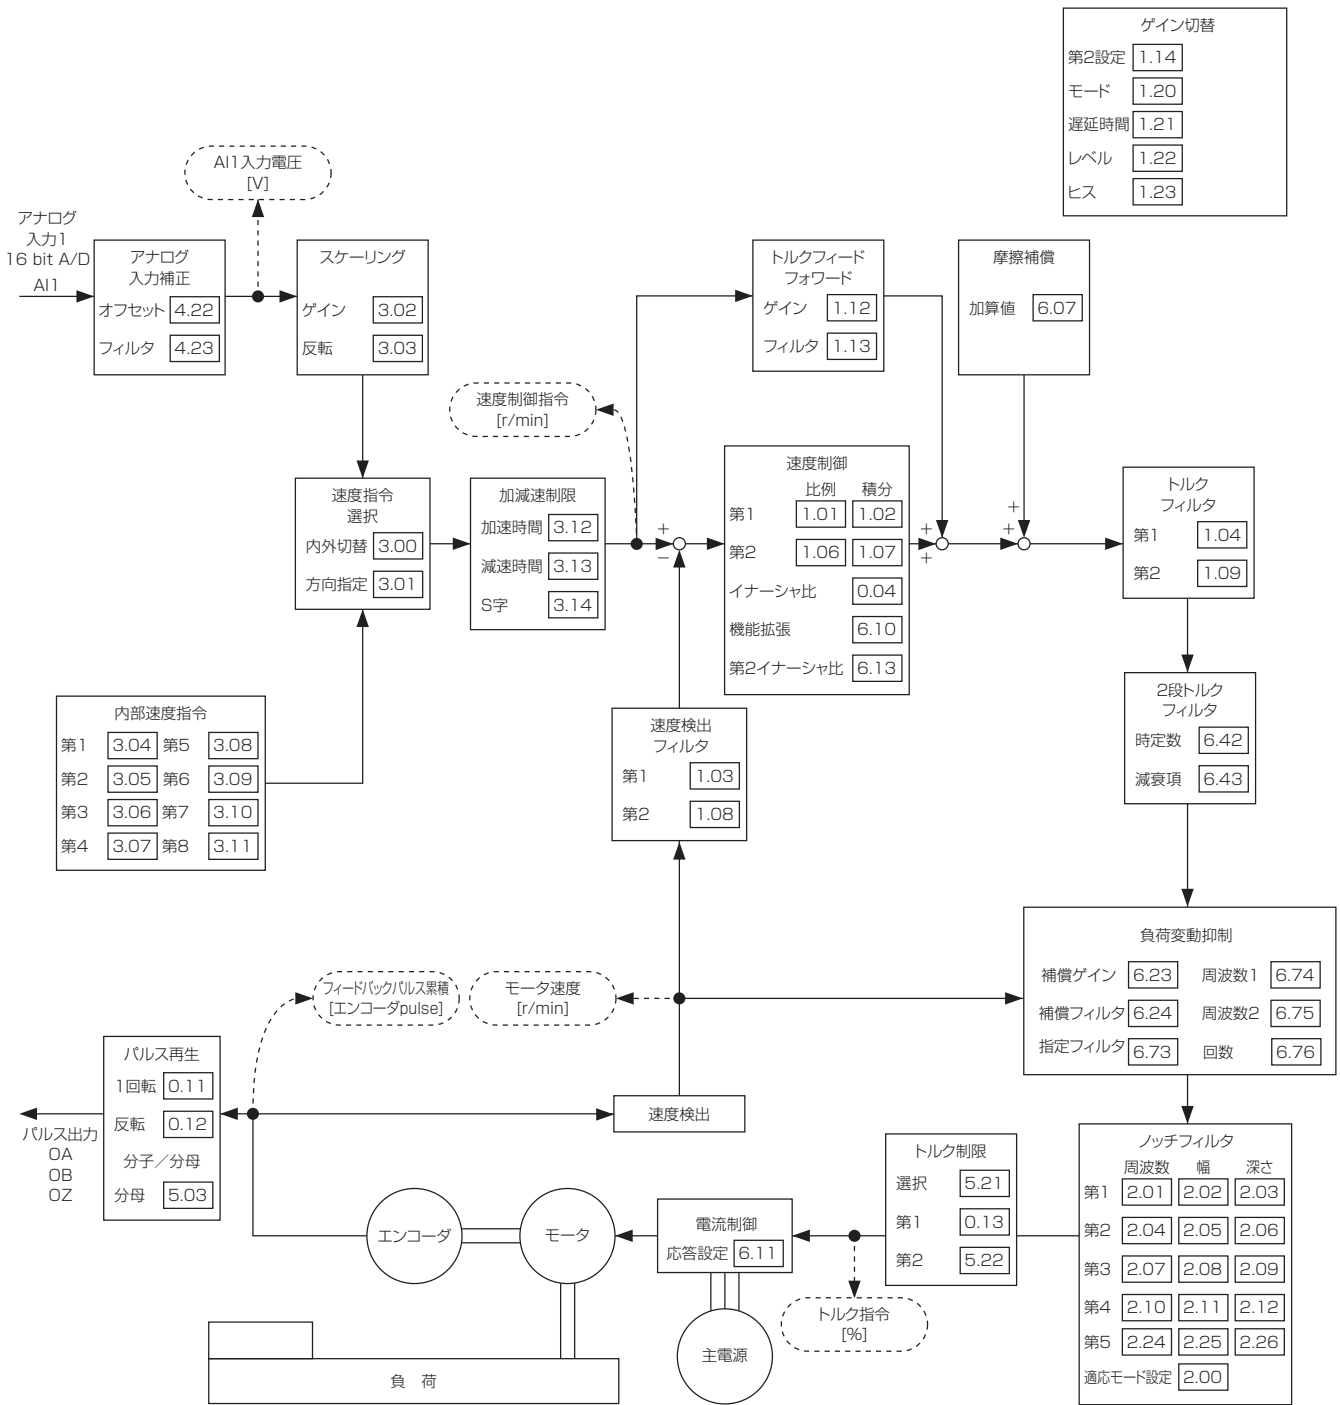 ゲイン切替
第2設定 1.14
モード 1.20
遅延時間 1.21
レベル 1.22
ヒス 1.23
AI1入力電圧
[V]
アナログ
入力1
16 bit A/D
AI1
アナログ
入力補正
オフセット 4.22
フィルタ 4.23
スケーリング
ゲイン 3.02
反転 3.03
トルクフィード
フォワード
ゲイン 1.12
フィルタ 1.13
摩擦補償
加算値 6.07
速度制御指令
[r/min]
速度指令
選択
内外切替 3.00
方向指定 3.01
加減速制限
加速時間 3.12
減速時間 3.13
S字 3.14
+
−
速度制御
比例 積分
第1 1.01 1.02
第2 1.06 1.07
イナーシャ比 0.04
機能拡張 6.10
第2イナーシャ比 6.13
+
+
+
+
トルク
フィルタ
第1 1.04
第2 1.09
2段トルク
フィルタ
時定数 6.42
減衰項 6.43
内部速度指令
第1 3.04 第5 3.08
第2 3.05 第6 3.09
第3 3.06 第7 3.10
第4 3.07 第8 3.11
速度検出
フィルタ
第1 1.03
第2 1.08
負荷変動抑制
補償ゲイン 6.23 周波数1 6.74
補償フィルタ 6.24 周波数2 6.75
指定フィルタ 6.73 回数 6.76
フィードバックパルス累積
[エンコーダpulse]
モータ速度
[r/min]
パルス再生
1回転 0.11
反転 0.12
分子／分母
分母 5.03
パルス出力
OA
OB
OZ
速度検出
エンコーダ
モータ
電流制御
応答設定 6.11
トルク制限
選択 5.21
第1 0.13
第2 5.22
ノッチフィルタ
周波数 幅 深さ
第1 2.01 2.02 2.03
第2 2.04 2.05 2.06
第3 2.07 2.08 2.09
第4 2.10 2.11 2.12
第5 2.24 2.25 2.26
適応モード設定 2.00
トルク指令
[%]
主電源
負　荷